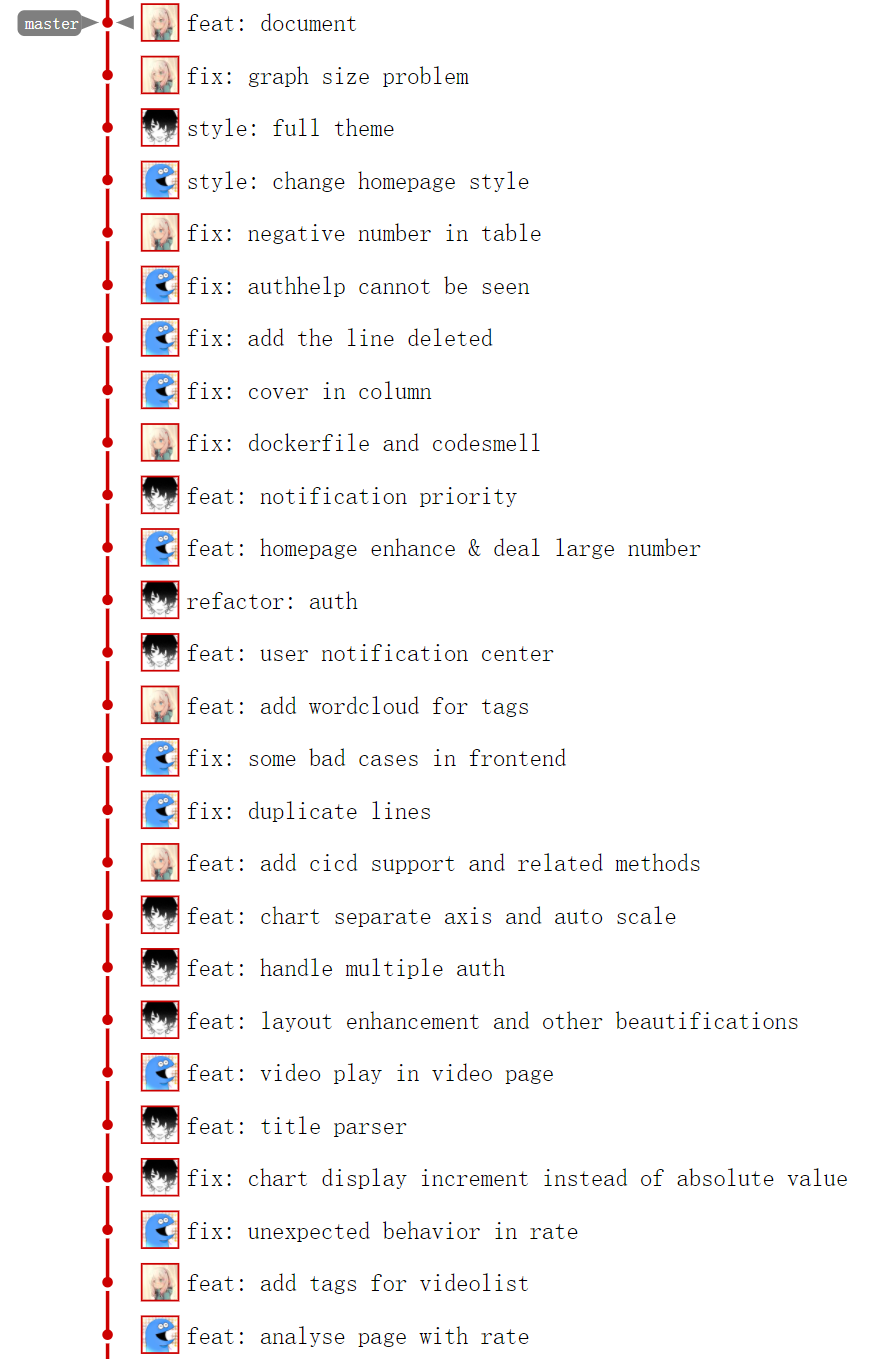 master
feat: document
fix: graph size problem
style: full theme
style: change homepage style
fix: negative number in table
fix: authhelp cannot be seen
fix: add the line deleted
fix: cover in column
fix: dockerfile and codesmell
feat: notification priority
feat: homepage enhance & deal large number
refactor: auth
feat: user notification center
feat: add wordcloud for tags
fix: some bad cases in frontend
fix: duplicate lines
feat: add cicd support and related methods
feat: chart separate axis and auto scale
feat: handle multiple auth
feat: layout enhancement and other beautifications
feat: video play in video page
feat: title parser
fix: chart display increment instead of absolute value
fix: unexpected behavior in rate
feat: add tags for videolist
feat: analyse page with rate